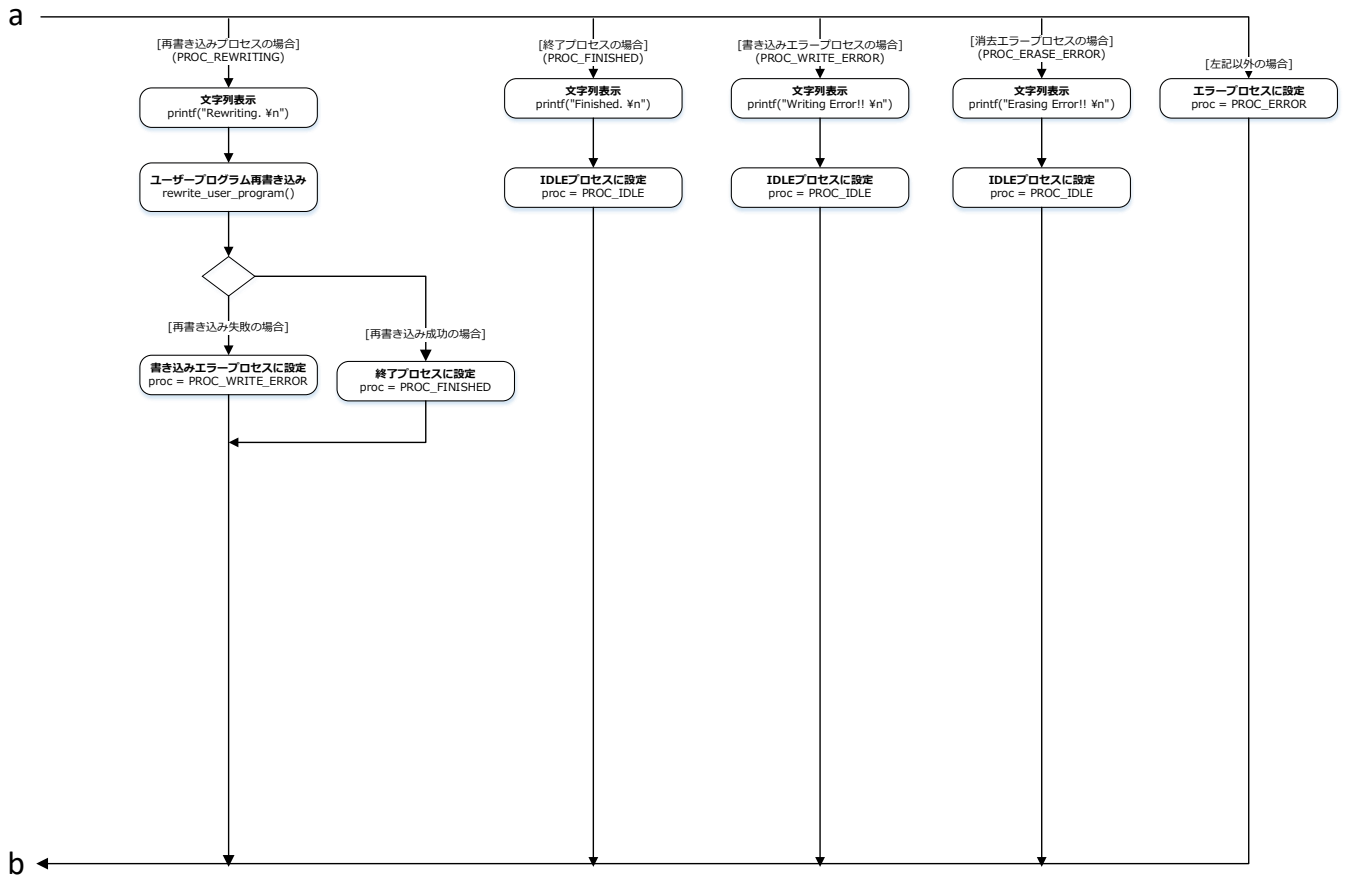 a
[再書き込みプロセスの場合]
(PROC_REWRITING)
文字列表示
printf("Rewriting. ¥n")
ユーザープログラム再書き込み
rewrite_user_program()
[再書き込み失敗の場合]
書き込みエラープロセスに設定
proc = PROC_WRITE_ERROR
[再書き込み成功の場合]
終了プロセスに設定
proc = PROC_FINISHED
[終了プロセスの場合]
(PROC_FINISHED)
文字列表示
printf("Finished. ¥n")
IDLEプロセスに設定
proc = PROC_IDLE
[書き込みエラープロセスの場合]
(PROC_WRITE_ERROR)
文字列表示
printf("Writing Error!! ¥n")
IDLEプロセスに設定
proc = PROC_IDLE
[消去エラープロセスの場合]
(PROC_ERASE_ERROR)
文字列表示
printf("Erasing Error!! ¥n")
IDLEプロセスに設定
proc = PROC_IDLE
[左記以外の場合]
エラープロセスに設定
proc = PROC_ERROR
b